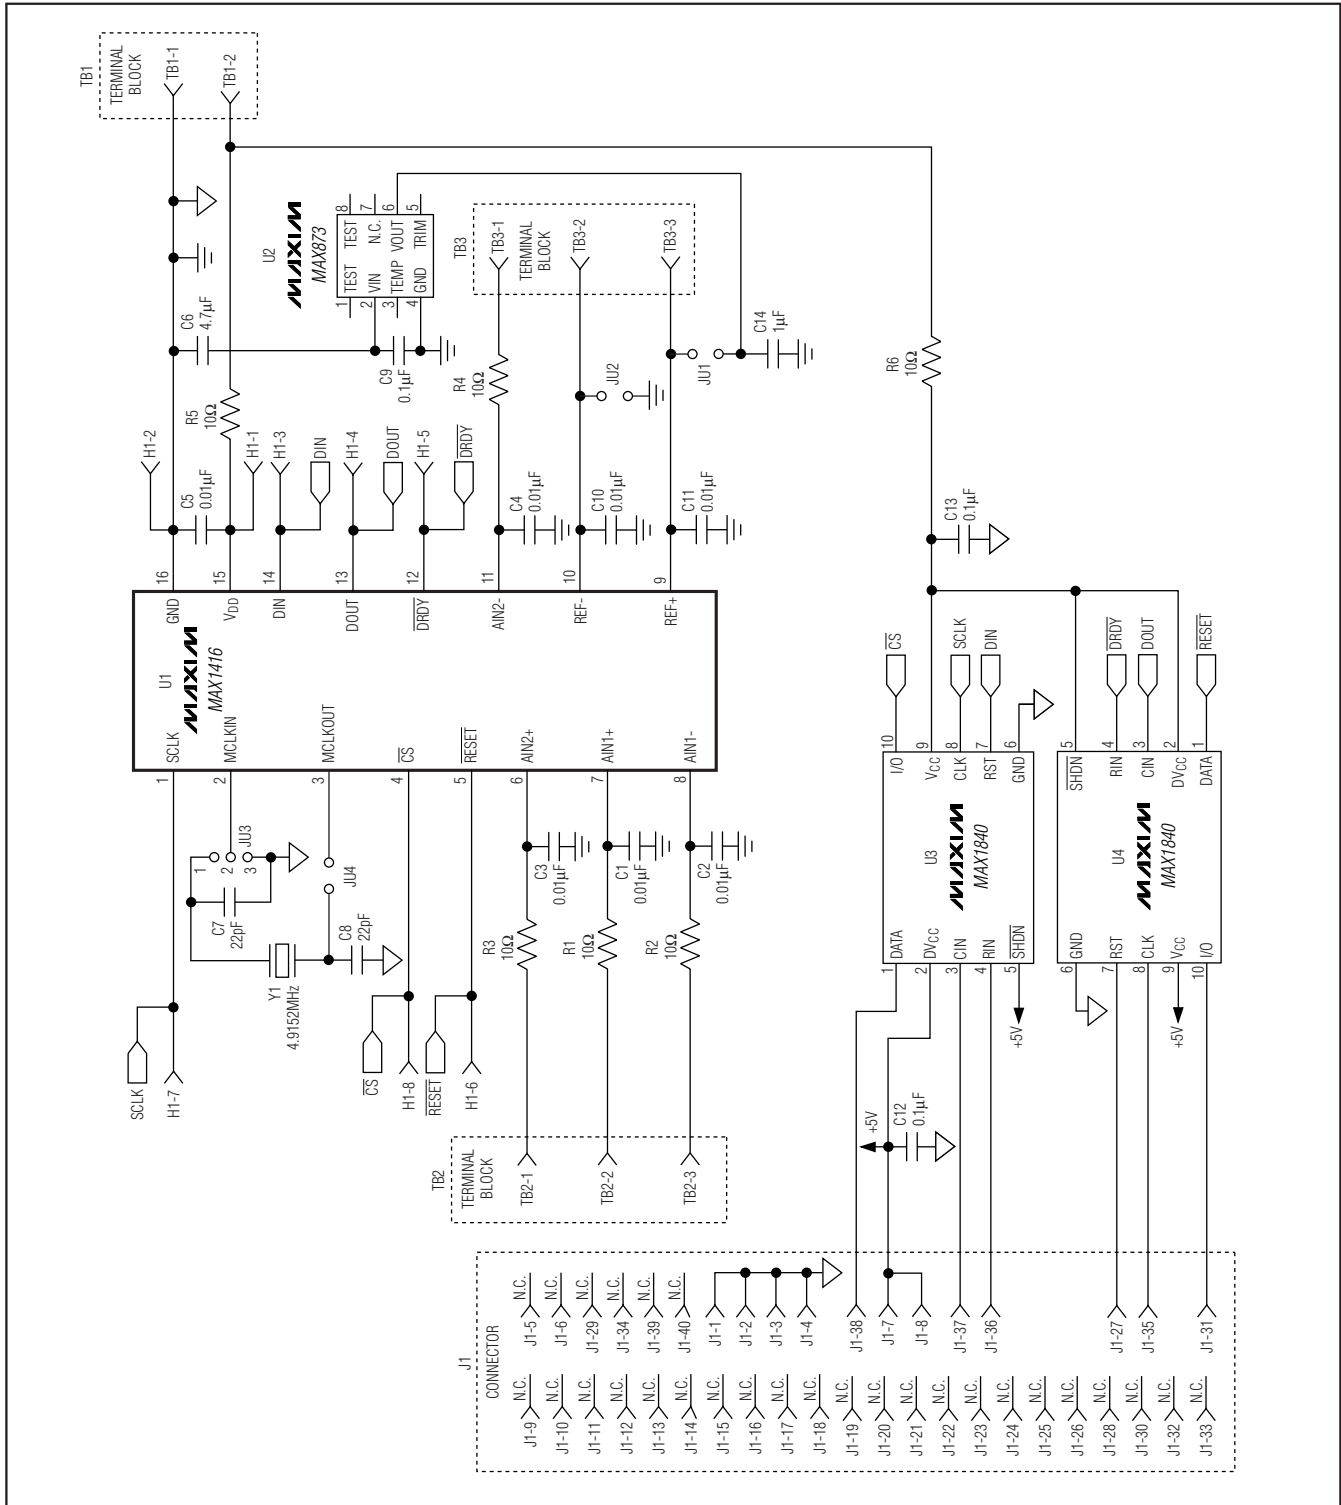 TB1
TERMINAL
BLOCK
TB1-1
TB1-2
U2
MAXIM
MAX873
1 TEST
2 VIN
3 TEMP
4 GND
TEST 8
N.C. 7
VOUT 6
TRIM 5
TB3
TERMINAL
BLOCK
TB3-1
TB3-2
TB3-3
C6
4.7µF
C9
0.1µF
R4
10Ω
JU2
JU1
C14
1µF
R6
10Ω
R5
10Ω
H1-2
C5
0.01µF
H1-1
H1-3
DIN
H1-4
DOUT
H1-5
D̅R̅D̅Y̅
C4
0.01µF
C10
0.01µF
C11
0.01µF
C13
0.1µF
16 GND
15 VDD
14 DIN
13 DOUT
12 D̅R̅D̅Y̅
11 AIN2-
10 REF-
9 REF+
U1
MAXIM
MAX1416
1 SCLK
2 MCLKIN
3 MCLKOUT
4 C̅S̅
5 R̅E̅S̅E̅T̅
6 AIN2+
7 AIN1+
8 AIN1-
JU3
1
2
3
C7
22pF
JU4
C8
22pF
Y1
4.9152MHz
SCLK
H1-7
C̅S̅
H1-8
R̅E̅S̅E̅T̅
H1-6
C3
0.01µF
C1
0.01µF
C2
0.01µF
R3
10Ω
R1
10Ω
R2
10Ω
TB2
TERMINAL
BLOCK
TB2-1
TB2-2
TB2-3
C̅S̅
SCLK
DIN
10 I/O
9 VCC
8 CLK
7 RST
6 GND
U3
MAXIM
MAX1840
1 DATA
2 DVCC
3 CIN
4 RIN
5 S̅H̅D̅N̅
+5V
D̅R̅D̅Y̅
DOUT
R̅E̅S̅E̅T̅
5 S̅H̅D̅N̅
4 RIN
3 CIN
2 DVCC
1 DATA
U4
MAXIM
MAX1840
6 GND
7 RST
8 CLK
9 VCC
10 I/O
+5V
+5V
C12
0.1µF
J1
CONNECTOR
N.C. J1-5
N.C. J1-6
N.C. J1-29
N.C. J1-34
N.C. J1-39
N.C. J1-40
J1-1
J1-2
J1-3
J1-4
J1-38
J1-7
J1-8
J1-37
J1-36
J1-27
J1-35
J1-31
N.C. J1-9
N.C. J1-10
N.C. J1-11
N.C. J1-12
N.C. J1-13
N.C. J1-14
N.C. J1-15
N.C. J1-16
N.C. J1-17
N.C. J1-18
N.C. J1-19
N.C. J1-20
N.C. J1-21
N.C. J1-22
N.C. J1-23
N.C. J1-24
N.C. J1-25
N.C. J1-26
N.C. J1-28
N.C. J1-30
N.C. J1-32
N.C. J1-33